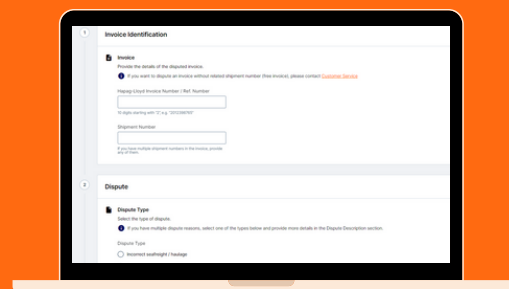 1
Invoice Identification
Invoice
Provide the details of the disputed invoice.
If you want to dispute an invoice without related shipment number (free invoice), please contact Customer Service
Hapag-Lloyd Invoice Number / Ref. Number
10 digits starting with "2", e.g.
Shipment Number
If you have multiple shipment numbers in the invoice, provide
any of them.
2
Dispute
Dispute Type
Select the type of dispute.
If you have multiple dispute reasons, select one of the types below and provide more details in the Dispute Description section.
Dispute Type
Incorrect seafreight / haulage